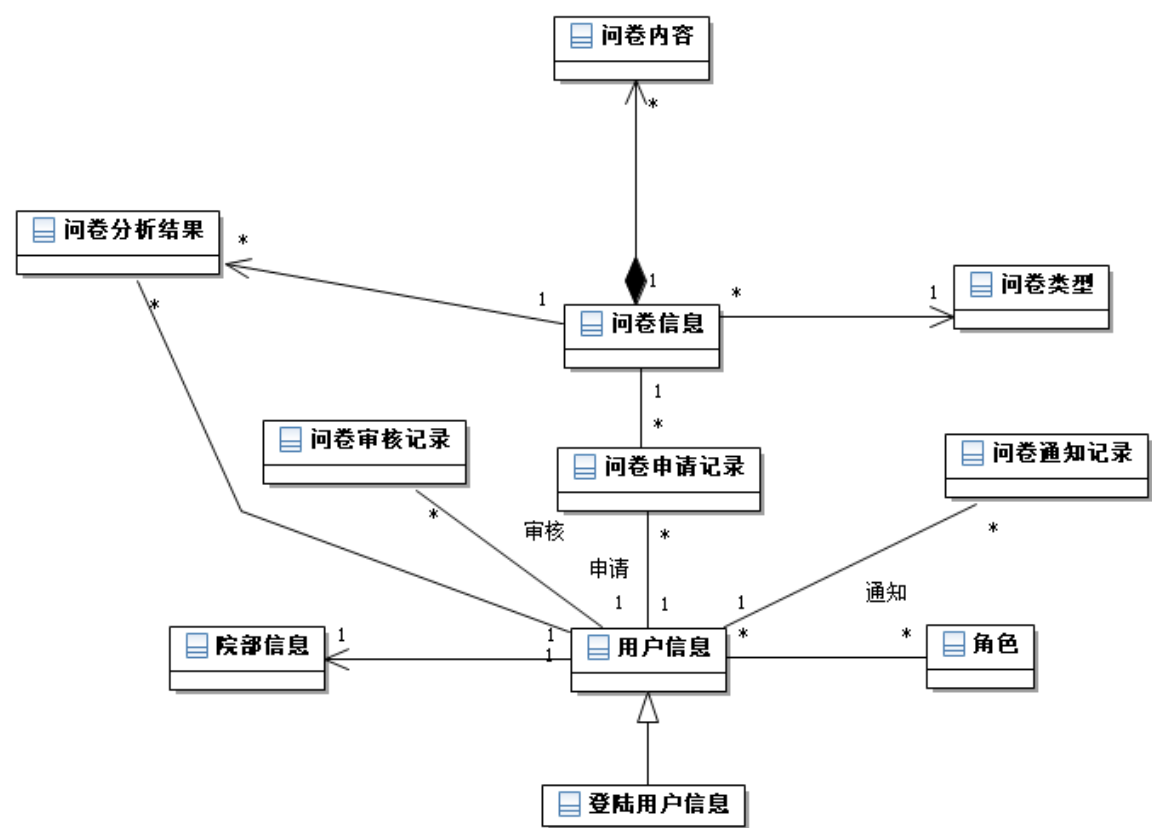 问卷内容
*
问卷分析结果
*
1
*
1
*
1
问卷类型
问卷信息
1
*
问卷审核记录
*
问卷申请记录
*
问卷通知记录
*
审核
申请
通知
1
1
1
院部信息
1
1
1
用户信息
*
*
角色
登陆用户信息